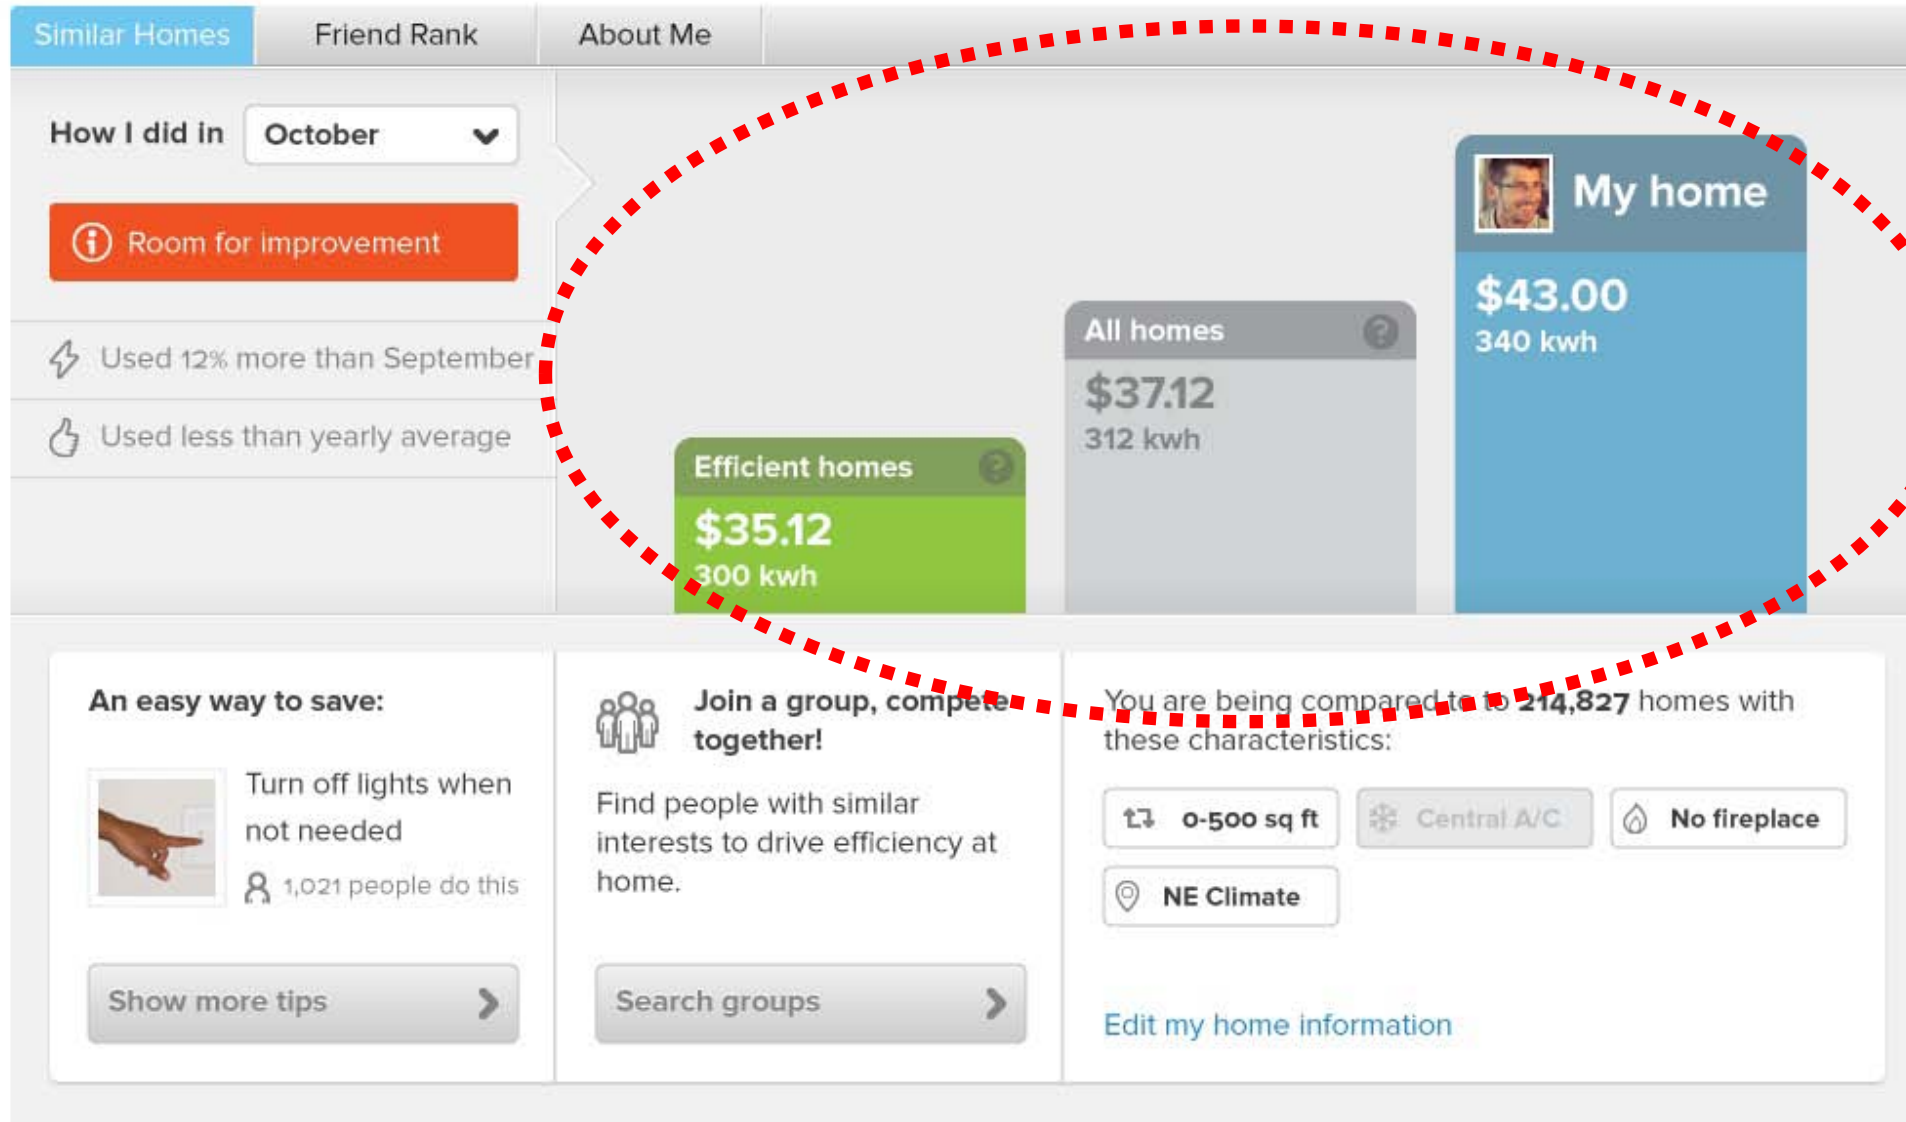 Similar Homes
Friend Rank
About Me
How I did in
October
Room for improvement
Used 12% more than September
Used less than yearly average
Efficient homes
$35.12
300 kwh
All homes
$37.12
312 kwh
My home
$43.00
340 kwh
An easy way to save:
Turn off lights when
not needed
1,021 people do this
Show more tips
Join a group, compete
together!
Find people with similar
interests to drive efficiency at
home.
Search groups
You are being compared to to 214,827 homes with
these characteristics:
0-500 sq ft
Central A/C
No fireplace
NE Climate
Edit my home information